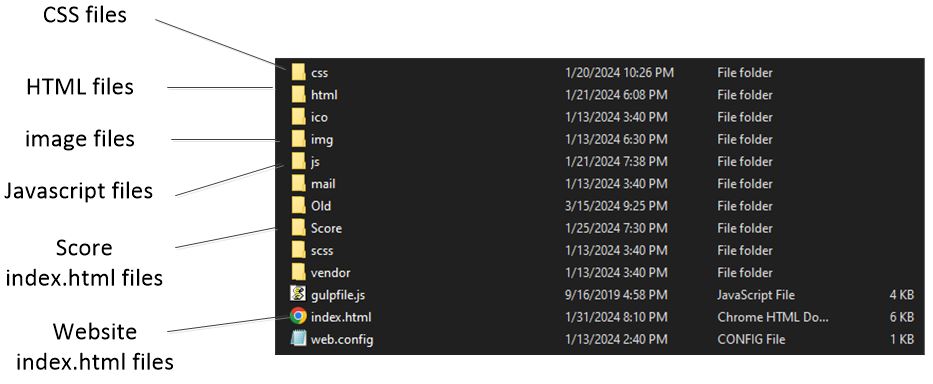 CSS files
HTML files
image files
Javascript files
Score
index.html files
Website
index.html files
css 1/20/2024 10:26 PM File folder
html 1/21/2024 6:08 PM File folder
ico 1/13/2024 3:40 PM File folder
img 1/13/2024 6:30 PM File folder
js 1/21/2024 7:38 PM File folder
mail 1/13/2024 3:40 PM File folder
Old 3/15/2024 9:25 PM File folder
Score 1/25/2024 7:30 PM File folder
scss 1/13/2024 3:40 PM File folder
vendor 1/13/2024 3:40 PM File folder
gulpfile.js 9/16/2019 4:58 PM JavaScript File 4 KB
index.html 1/31/2024 8:10 PM Chrome HTML Do... 6 KB
web.config 1/13/2024 2:40 PM CONFIG File 1 KB